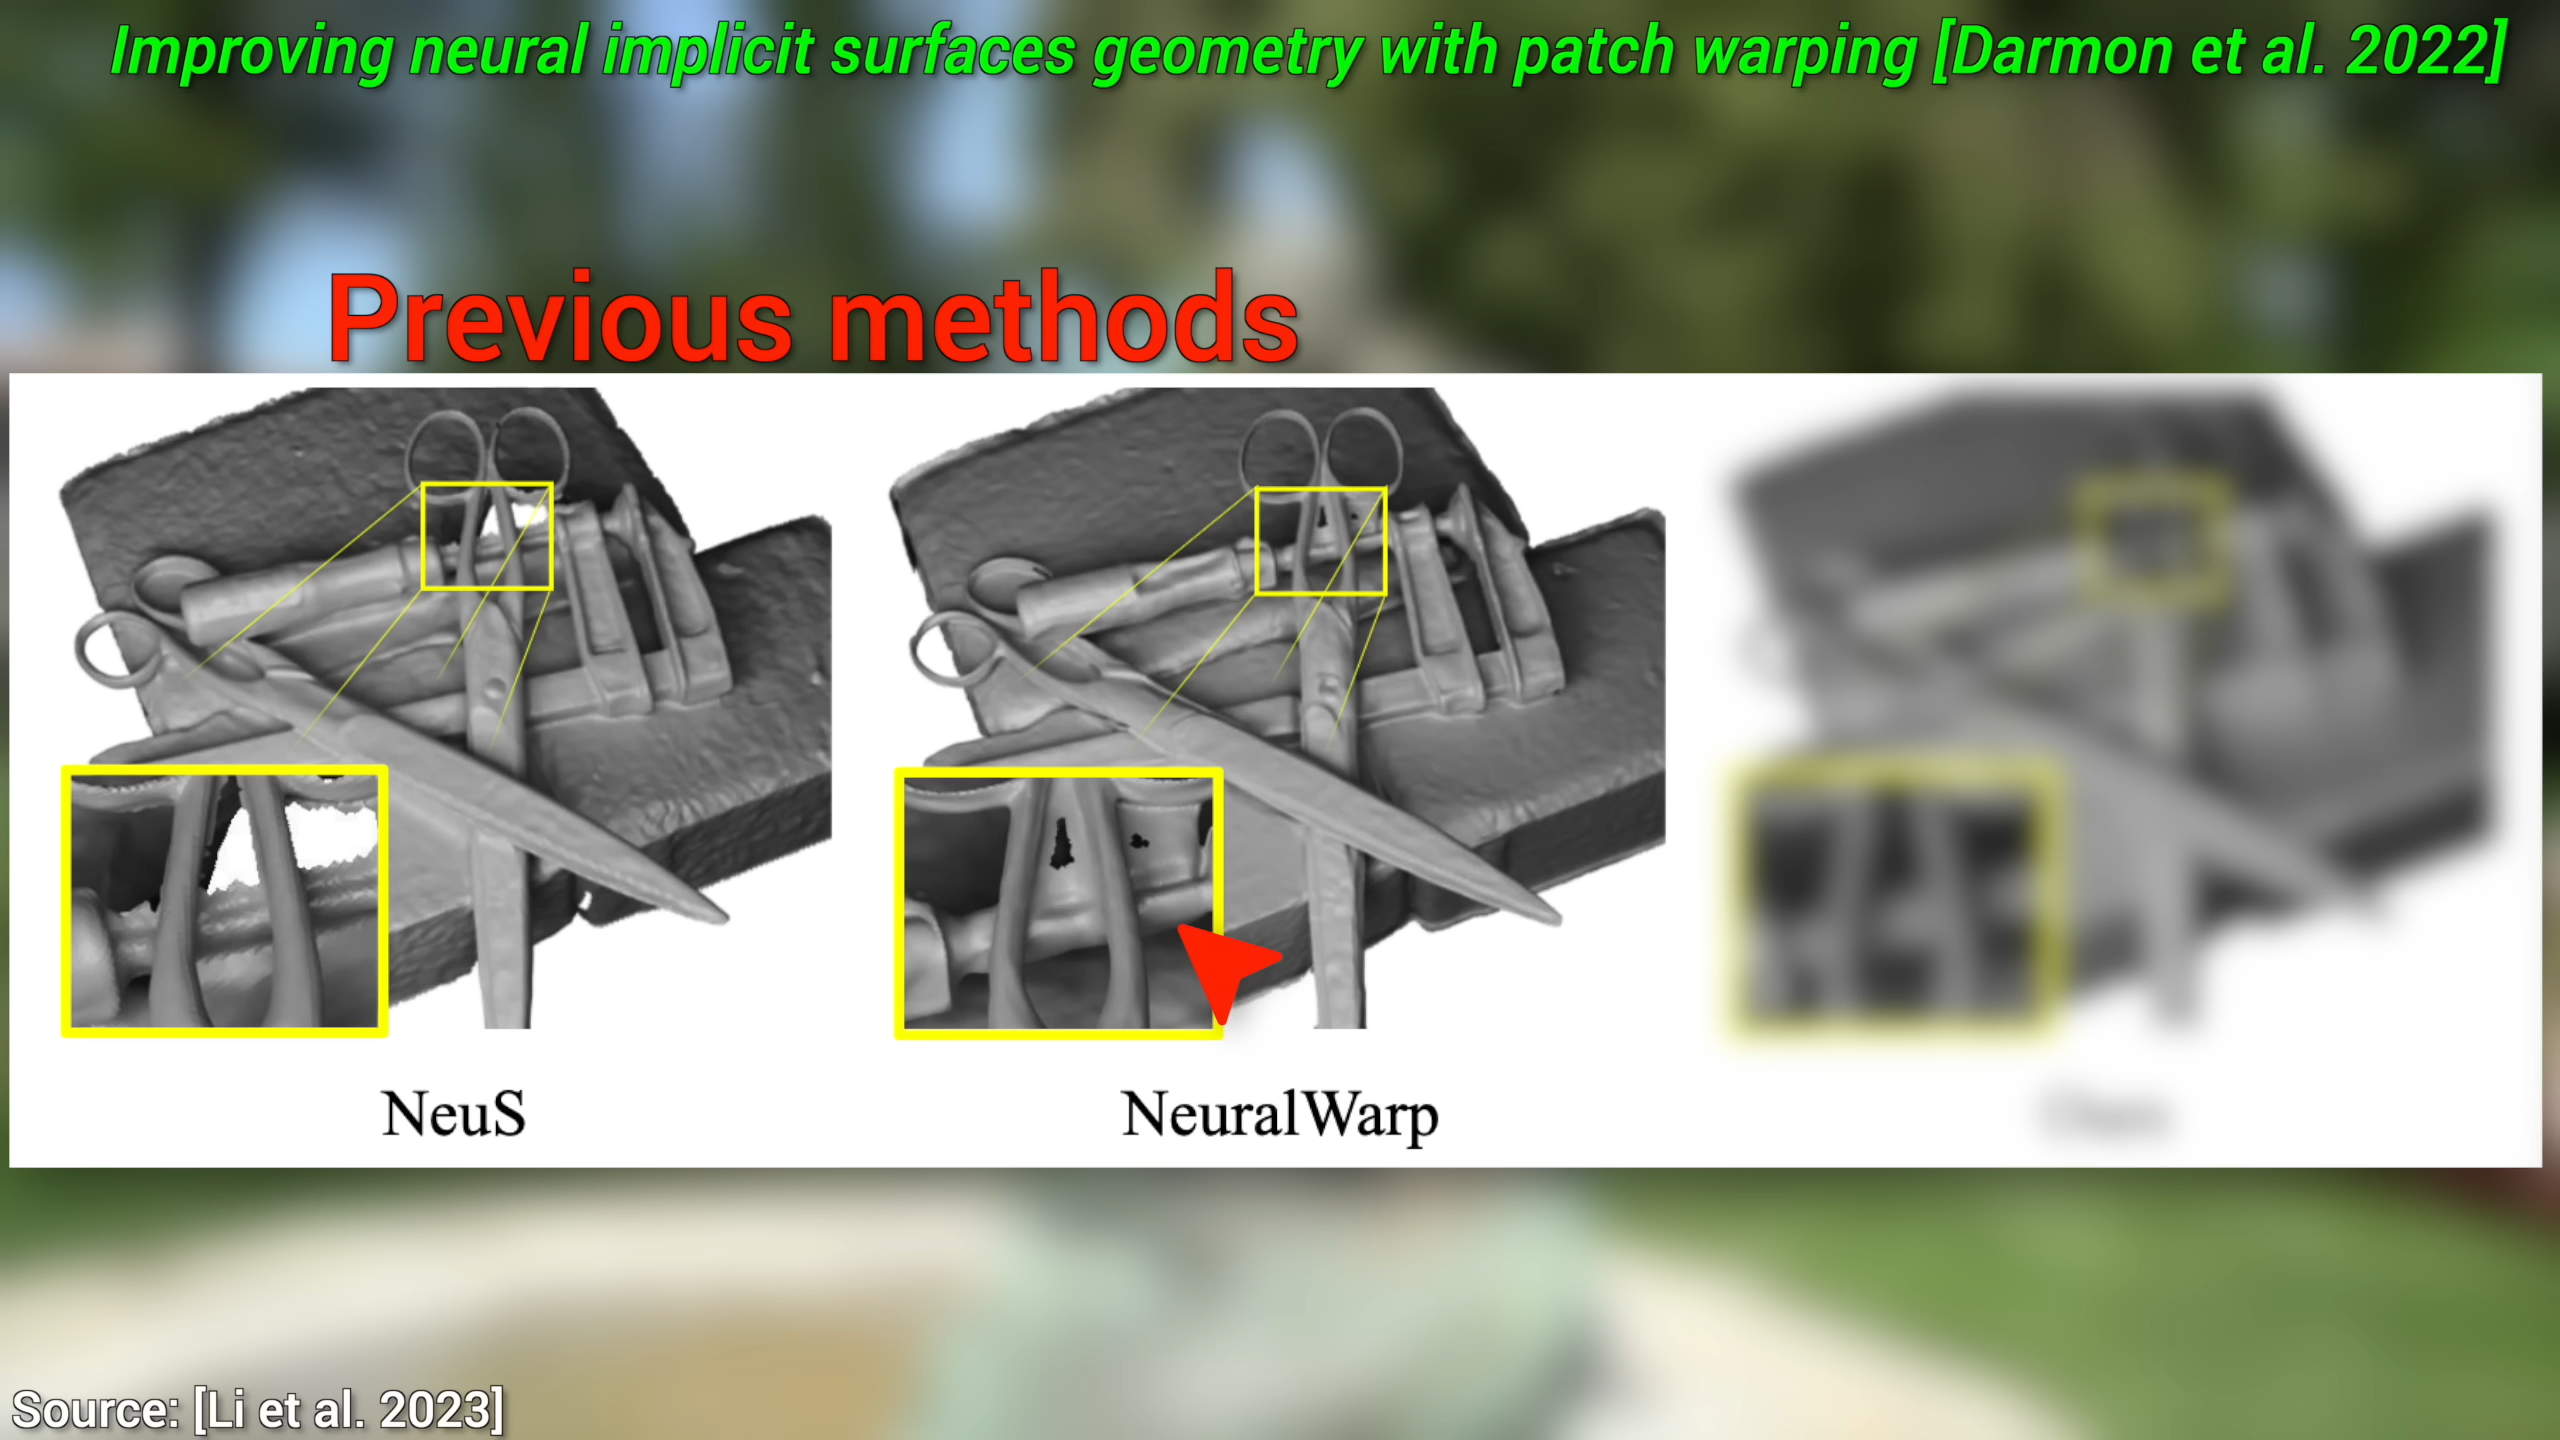 Improving neural implicit surfaces geometry with patch warping [Darmon et al. 2022]
Previous methods
NeuS
NeuralWarp
Source: [Li et al. 2023]